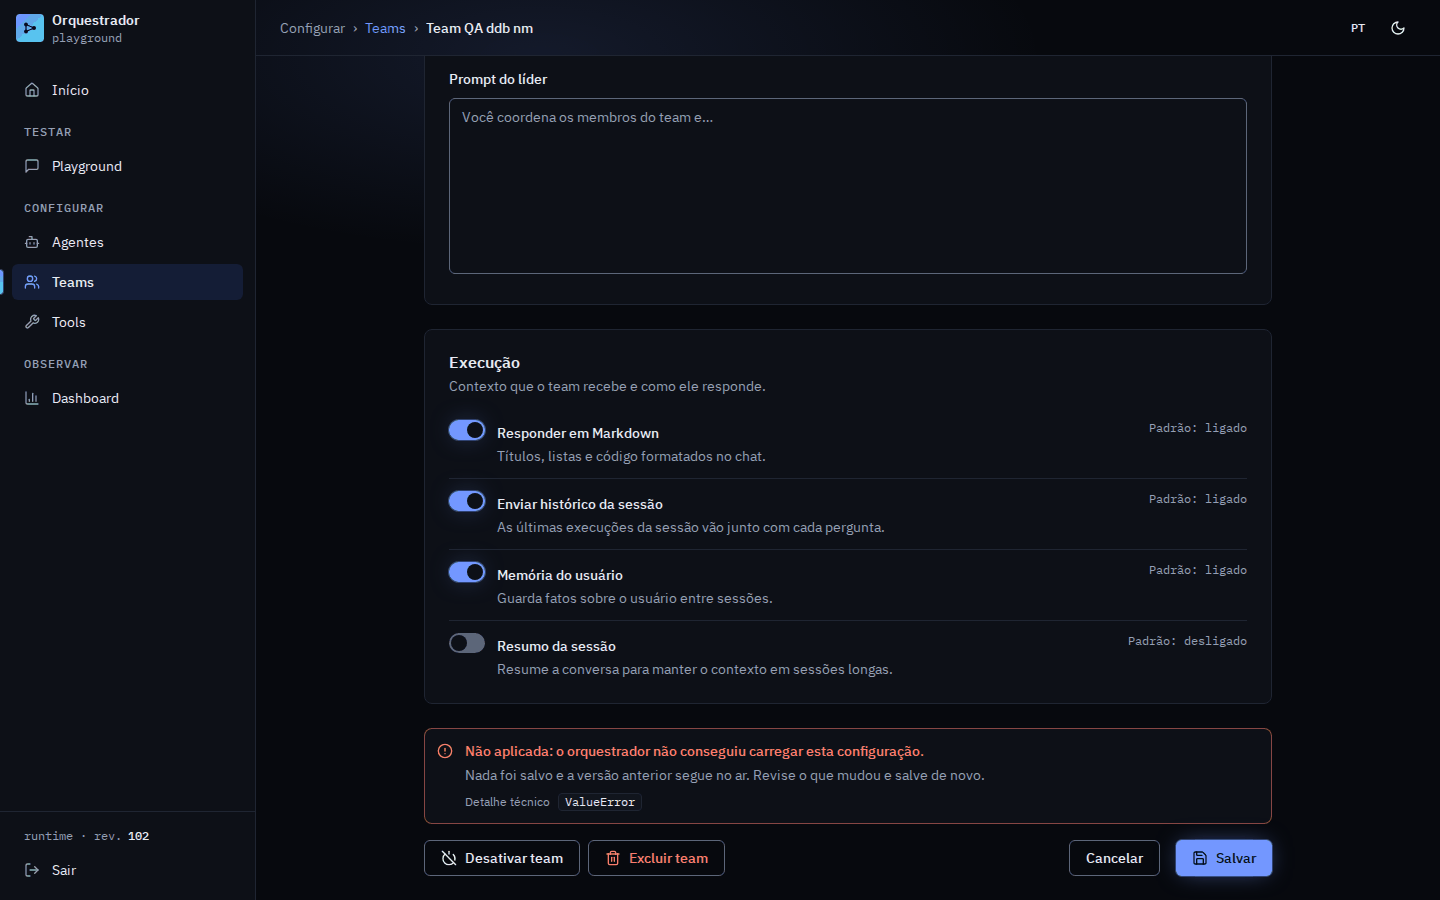 Orquestrador
playground
Início
TESTAR
Playground
CONFIGURAR
Agentes
Teams
Tools
OBSERVAR
Dashboard
runtime · rev. 102
Sair
Configurar › Teams › Team QA ddb nm
PT
Prompt do líder
Você coordena os membros do team e...
Execução
Contexto que o team recebe e como ele responde.
Responder em Markdown
Padrão: ligado
Títulos, listas e código formatados no chat.
Enviar histórico da sessão
Padrão: ligado
As últimas execuções da sessão vão junto com cada pergunta.
Memória do usuário
Padrão: ligado
Guarda fatos sobre o usuário entre sessões.
Resumo da sessão
Padrão: desligado
Resume a conversa para manter o contexto em sessões longas.
Não aplicada: o orquestrador não conseguiu carregar esta configuração.
Nada foi salvo e a versão anterior segue no ar. Revise o que mudou e salve de novo.
Detalhe técnico ValueError
Desativar team
Excluir team
Cancelar
Salvar